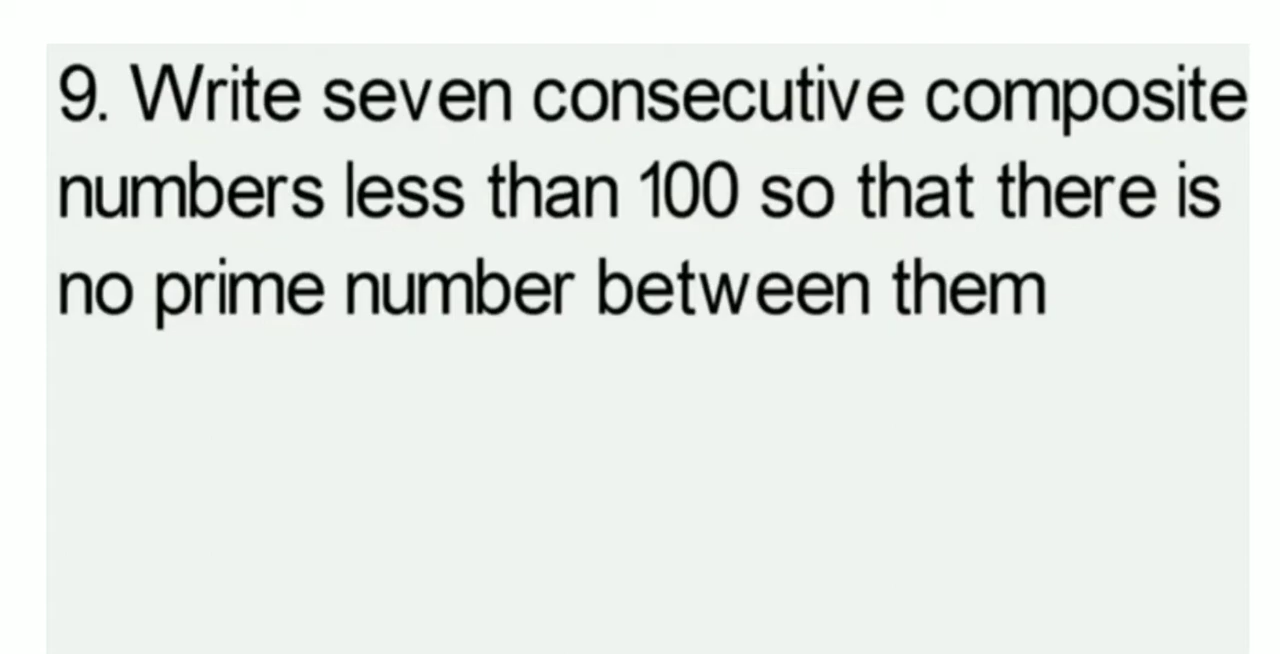 9. Write seven consecutive composite
numbers less than 100 so that there is
no prime number between them